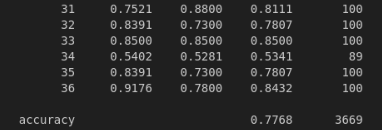 31 0.7521 0.8800 0.8111 100
32 0.8391 0.7300 0.7807 100
33 0.8500 0.8500 0.8500 100
34 0.5402 0.5281 0.5341 89
35 0.8391 0.7300 0.7807 100
36 0.9176 0.7800 0.8432 100
accuracy 0.7768 3669